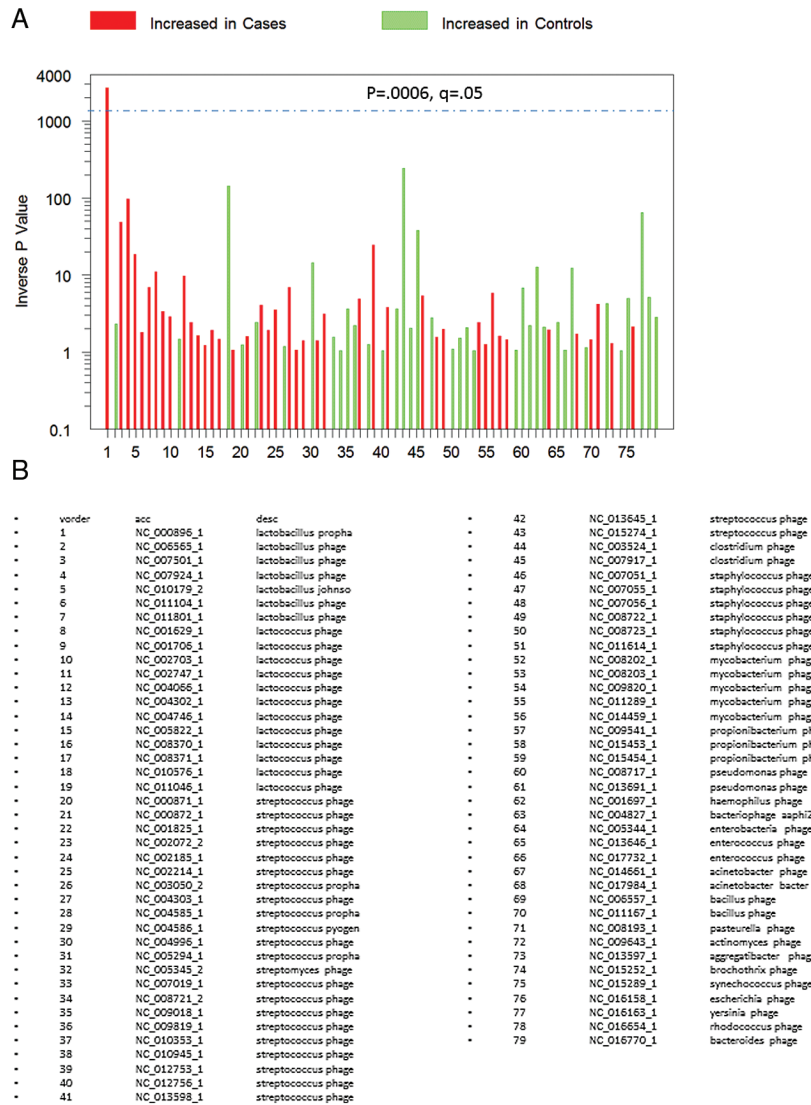 A
Increased in Cases
Increased in Controls
P=.0006, q=.05
Inverse P Value
4000
1000
100
10
1
0.1
1 5 10 15 20 25 30 35 40 45 50 55 60 65 70 75
B
vorder acc desc
1 NC_000896_1 lactobacillus propha
2 NC_006565_1 lactobacillus phage
3 NC_007501_1 lactobacillus phage
4 NC_007924_1 lactobacillus phage
5 NC_010179_2 lactobacillus johnso
6 NC_011104_1 lactobacillus phage
7 NC_011801_1 lactobacillus phage
8 NC_001629_1 lactococcus phage
9 NC_001706_1 lactococcus phage
10 NC_002703_1 lactococcus phage
11 NC_002747_1 lactococcus phage
12 NC_004066_1 lactococcus phage
13 NC_004302_1 lactococcus phage
14 NC_004746_1 lactococcus phage
15 NC_005822_1 lactococcus phage
16 NC_008370_1 lactococcus phage
17 NC_008371_1 lactococcus phage
18 NC_010576_1 lactococcus phage
19 NC_011046_1 lactococcus phage
20 NC_000871_1 streptococcus phage
21 NC_000872_1 streptococcus phage
22 NC_001825_1 streptococcus phage
23 NC_002072_2 streptococcus phage
24 NC_002185_1 streptococcus phage
25 NC_002214_1 streptococcus phage
26 NC_003050_2 streptococcus propha
27 NC_004303_1 streptococcus phage
28 NC_004585_1 streptococcus propha
29 NC_004586_1 streptococcus pyogen
30 NC_004996_1 streptococcus phage
31 NC_005294_1 streptococcus propha
32 NC_005345_2 streptomyces phage
33 NC_007019_1 streptococcus phage
34 NC_008721_2 streptococcus phage
35 NC_009018_1 streptococcus phage
36 NC_009819_1 streptococcus phage
37 NC_010353_1 streptococcus phage
38 NC_010945_1 streptococcus phage
39 NC_012753_1 streptococcus phage
40 NC_012756_1 streptococcus phage
41 NC_013598_1 streptococcus phage
42 NC_013645_1 streptococcus phage
43 NC_015274_1 streptococcus phage
44 NC_003524_1 clostridium phage
45 NC_007917_1 clostridium phage
46 NC_007051_1 staphylococcus phage
47 NC_007055_1 staphylococcus phage
48 NC_007056_1 staphylococcus phage
49 NC_008722_1 staphylococcus phage
50 NC_008723_1 staphylococcus phage
51 NC_011614_1 staphylococcus phage
52 NC_008202_1 mycobacterium phag
53 NC_008203_1 mycobacterium phag
54 NC_009820_1 mycobacterium phag
55 NC_011289_1 mycobacterium phag
56 NC_014459_1 mycobacterium phag
57 NC_009541_1 propionibacterium ph
58 NC_015453_1 propionibacterium ph
59 NC_015454_1 propionibacterium ph
60 NC_008717_1 pseudomonas phage
61 NC_013691_1 pseudomonas phage
62 NC_001697_1 haemophilus phage
63 NC_004827_1 bacteriophage aaphi2
64 NC_005344_1 enterobacteria phage
65 NC_013646_1 enterococcus phage
66 NC_017732_1 enterococcus phage
67 NC_014661_1 acinetobacter phage
68 NC_017984_1 acinetobacter bacter
69 NC_006557_1 bacillus phage
70 NC_011167_1 bacillus phage
71 NC_008193_1 pasteurella phage
72 NC_009643_1 actinomyces phage
73 NC_013597_1 aggregatibacter phag
74 NC_015252_1 brochothrix phage
75 NC_015289_1 synechococcus phage
76 NC_016158_1 escherichia phage
77 NC_016163_1 yersinia phage
78 NC_016654_1 rhodococcus phage
79 NC_016770_1 bacteroides phage